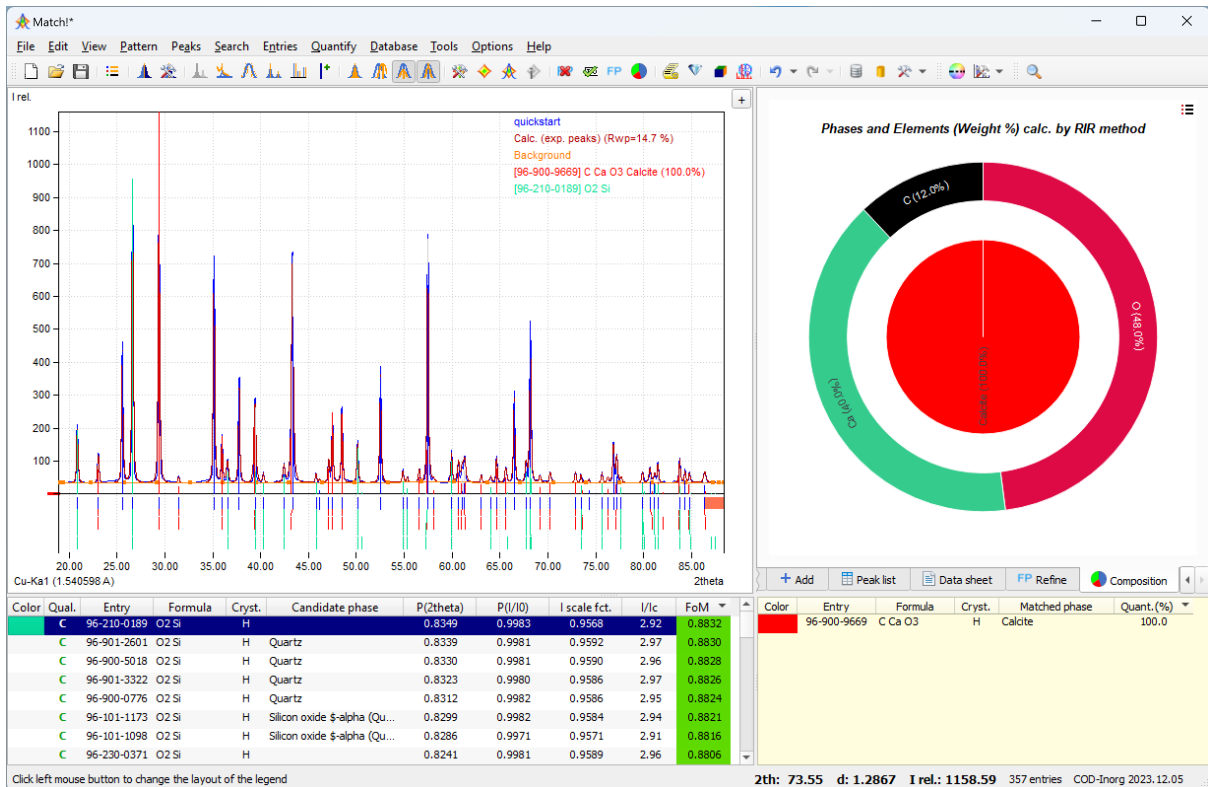 Match!*
File Edit View Pattern Peaks Search Entries Quantify Database Tools Options Help
FP
I rel.
+
1100
1000
900
800
700
600
500
400
300
200
100
quickstart
Calc. (exp. peaks) (Rwp=14.7 %)
Background
[96-900-9669] C Ca O3 Calcite (100.0%)
[96-210-0189] O2 Si
20.00 25.00 30.00 35.00 40.00 45.00 50.00 55.00 60.00 65.00 70.00 75.00 80.00 85.00
Cu-Ka1 (1.540598 A) 2theta
Phases and Elements (Weight %) calc. by RIR method
C (12.0%)
O (48.0%)
Ca (40.0%)
Calcite (100.0%)
+ Add Peak list Data sheet FP Refine Composition
Color Qual. Entry Formula Cryst. Candidate phase P(2theta) P(I/I0) I scale fct. I/Ic FoM
C 96-210-0189 O2 Si H 0.8349 0.9983 0.9568 2.92 0.8832
C 96-901-2601 O2 Si H Quartz 0.8339 0.9981 0.9592 2.97 0.8830
C 96-900-5018 O2 Si H Quartz 0.8330 0.9981 0.9590 2.96 0.8828
C 96-901-3322 O2 Si H Quartz 0.8323 0.9980 0.9586 2.97 0.8826
C 96-900-0776 O2 Si H Quartz 0.8312 0.9982 0.9586 2.95 0.8824
C 96-101-1173 O2 Si H Silicon oxide $-alpha (Qu... 0.8299 0.9982 0.9584 2.94 0.8821
C 96-101-1098 O2 Si H Silicon oxide $-alpha (Qu... 0.8286 0.9971 0.9571 2.91 0.8816
C 96-230-0371 O2 Si H 0.8241 0.9981 0.9589 2.96 0.8806
Color Entry Formula Cryst. Matched phase Quant.(%)
96-900-9669 C Ca O3 H Calcite 100.0
Click left mouse button to change the layout of the legend
2th: 73.55 d: 1.2867 I rel.: 1158.59 357 entries COD-Inorg 2023.12.05